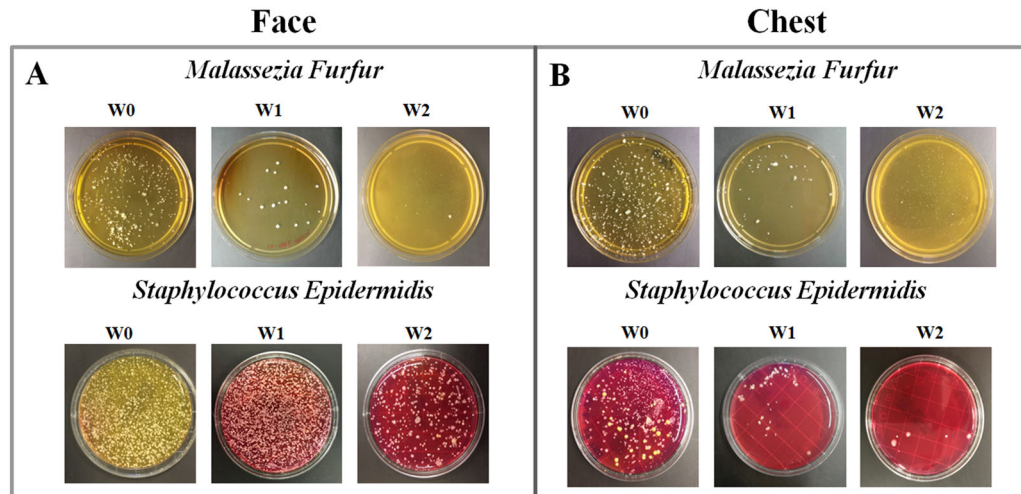 Face
Chest
A
Malassezia Furfur
W0 W1 W2
Staphylococcus Epidermidis
W0 W1 W2
B
Malassezia Furfur
W0 W1 W2
Staphylococcus Epidermidis
W0 W1 W2